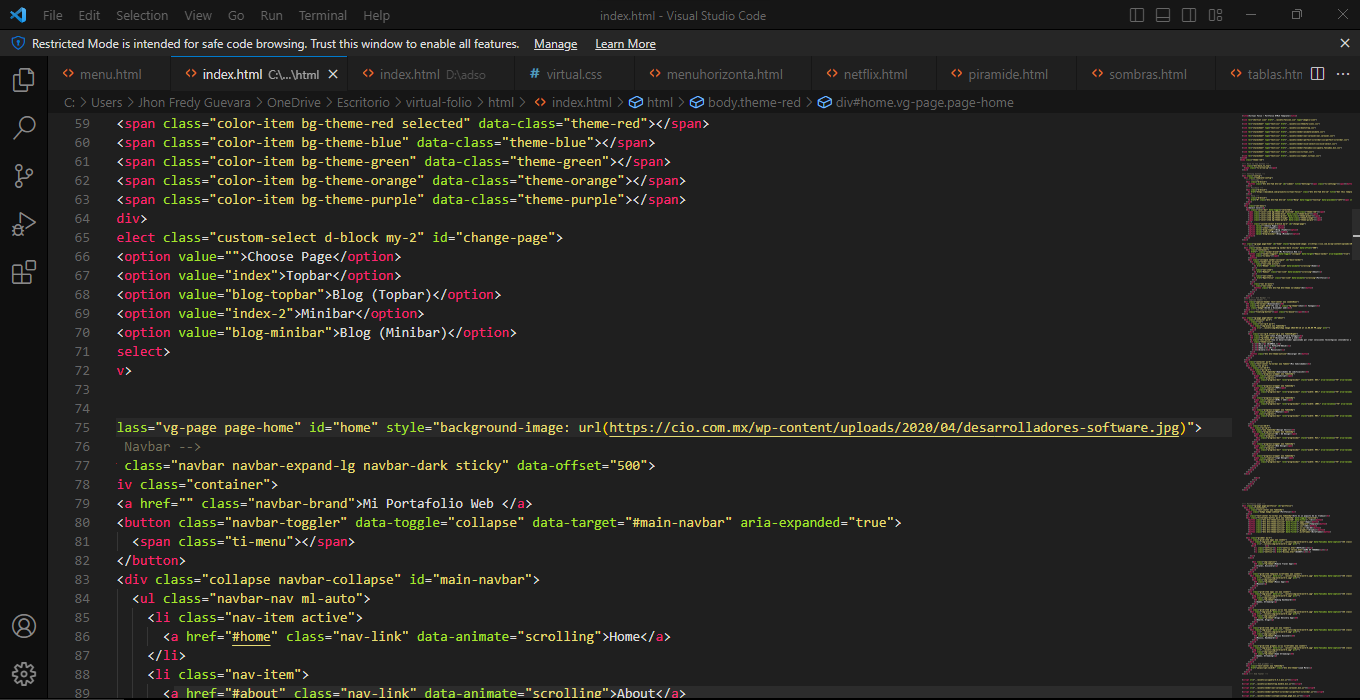 File Edit Selection View Go Run Terminal Help index.html - Visual Studio Code
Restricted Mode is intended for safe code browsing. Trust this window to enable all features. Manage Learn More
menu.html index.html C:\...\html index.html D:\adso virtual.css menuhorizonta.html netflix.html piramide.html sombras.html tablas.htn
C: > Users > Jhon Fredy Guevara > OneDrive > Escritorio > virtual-folio > html > index.html > html > body.theme-red > div#home.vg-page.page-home
59 <span class="color-item bg-theme-red selected" data-class="theme-red"></span>
60 <span class="color-item bg-theme-blue" data-class="theme-blue"></span>
61 <span class="color-item bg-theme-green" data-class="theme-green"></span>
62 <span class="color-item bg-theme-orange" data-class="theme-orange"></span>
63 <span class="color-item bg-theme-purple" data-class="theme-purple"></span>
64 div>
65 elect class="custom-select d-block my-2" id="change-page">
66 <option value="">Choose Page</option>
67 <option value="index">Topbar</option>
68 <option value="blog-topbar">Blog (Topbar)</option>
69 <option value="index-2">Minibar</option>
70 <option value="blog-minibar">Blog (Minibar)</option>
71 select>
72 v>
73
74
75 lass="vg-page page-home" id="home" style="background-image: url(https://cio.com.mx/wp-content/uploads/2020/04/desarrolladores-software.jpg)">
76 Navbar -->
77 class="navbar navbar-expand-lg navbar-dark sticky" data-offset="500">
78 iv class="container">
79 <a href="" class="navbar-brand">Mi Portafolio Web </a>
80 <button class="navbar-toggler" data-toggle="collapse" data-target="#main-navbar" aria-expanded="true">
81 <span class="ti-menu"></span>
82 </button>
83 <div class="collapse navbar-collapse" id="main-navbar">
84 <ul class="navbar-nav ml-auto">
85 <li class="nav-item active">
86 <a href="#home" class="nav-link" data-animate="scrolling">Home</a>
87 </li>
88 <li class="nav-item">
89 <a href="#about" class="nav-link" data-animate="scrolling">About</a>